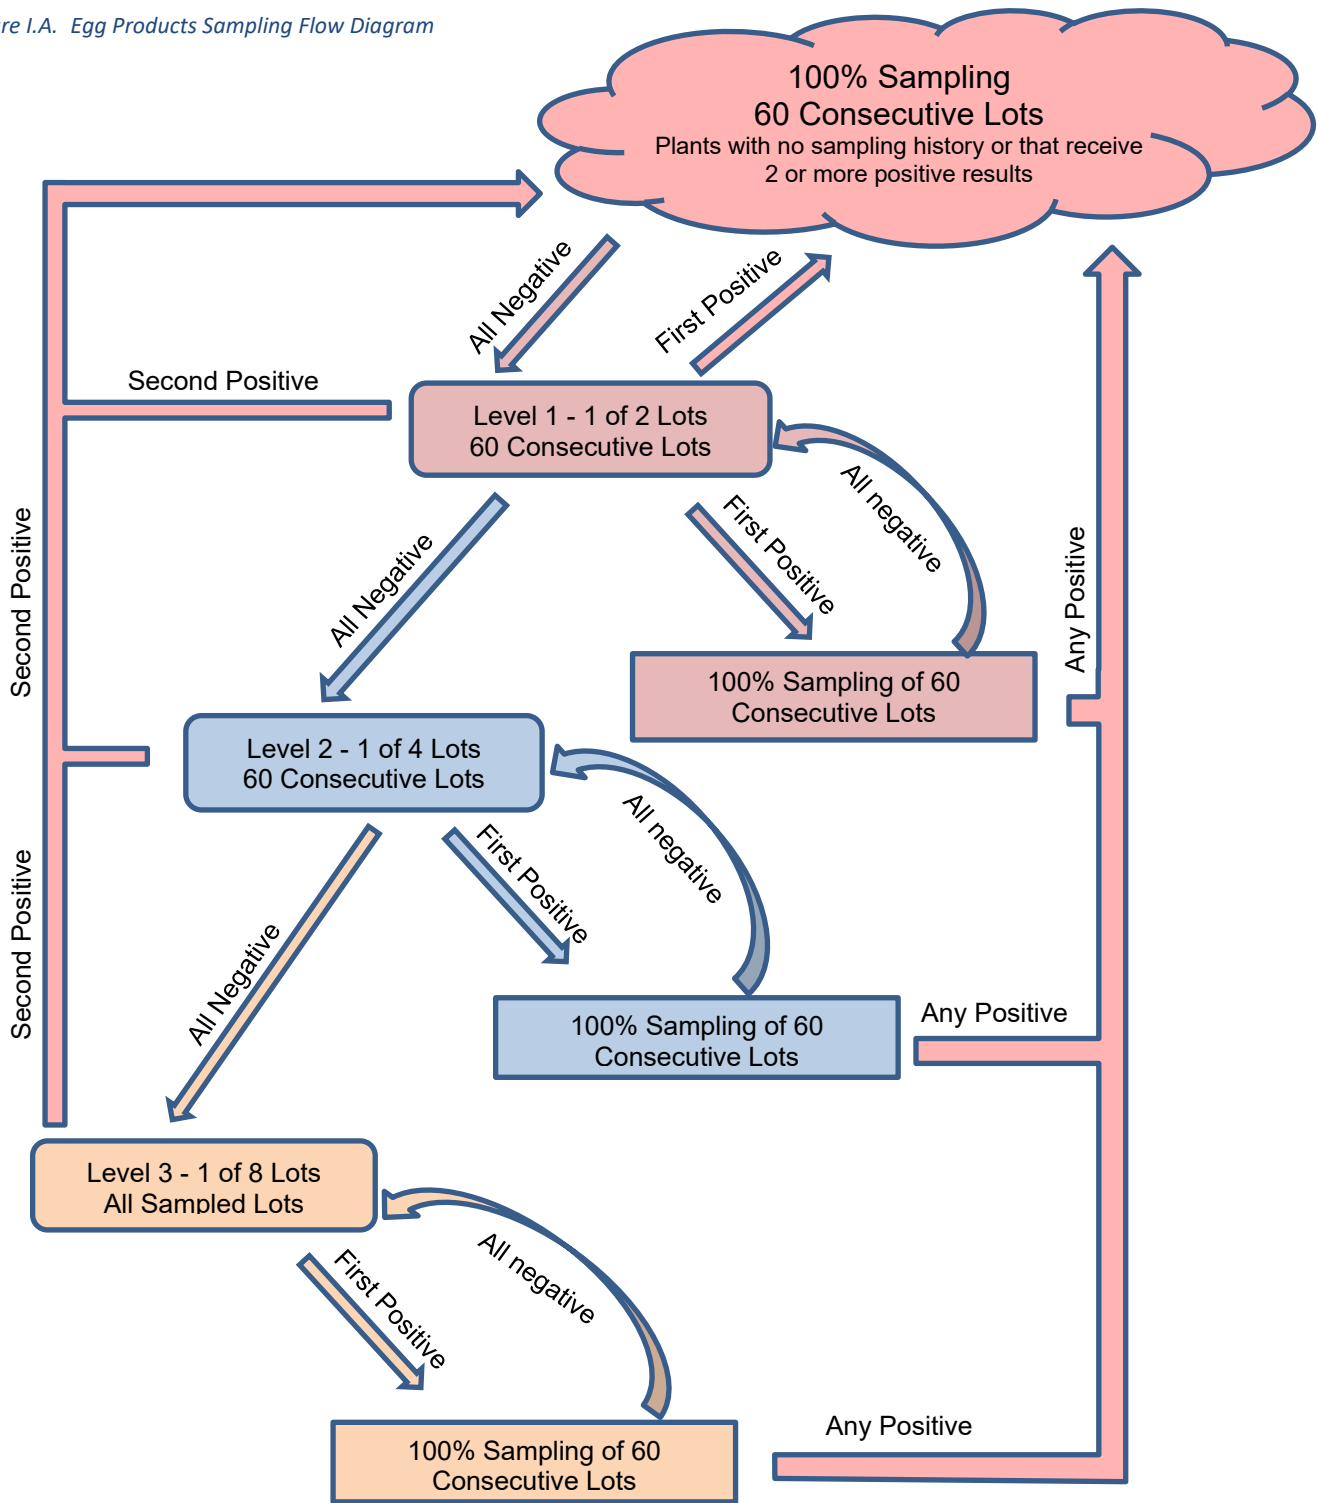 re I.A. Egg Products Sampling Flow Diagram
100% Sampling
60 Consecutive Lots
Plants with no sampling history or that receive
2 or more positive results
All Negative
First Positive
Second Positive
Level 1 - 1 of 2 Lots
60 Consecutive Lots
All negative
First Positive
All Negative
Second Positive
Any Positive
100% Sampling of 60
Consecutive Lots
Level 2 - 1 of 4 Lots
60 Consecutive Lots
All negative
First Positive
Second Positive
All Negative
100% Sampling of 60
Consecutive Lots
Any Positive
Level 3 - 1 of 8 Lots
All Sampled Lots
All negative
First Positive
100% Sampling of 60
Consecutive Lots
Any Positive